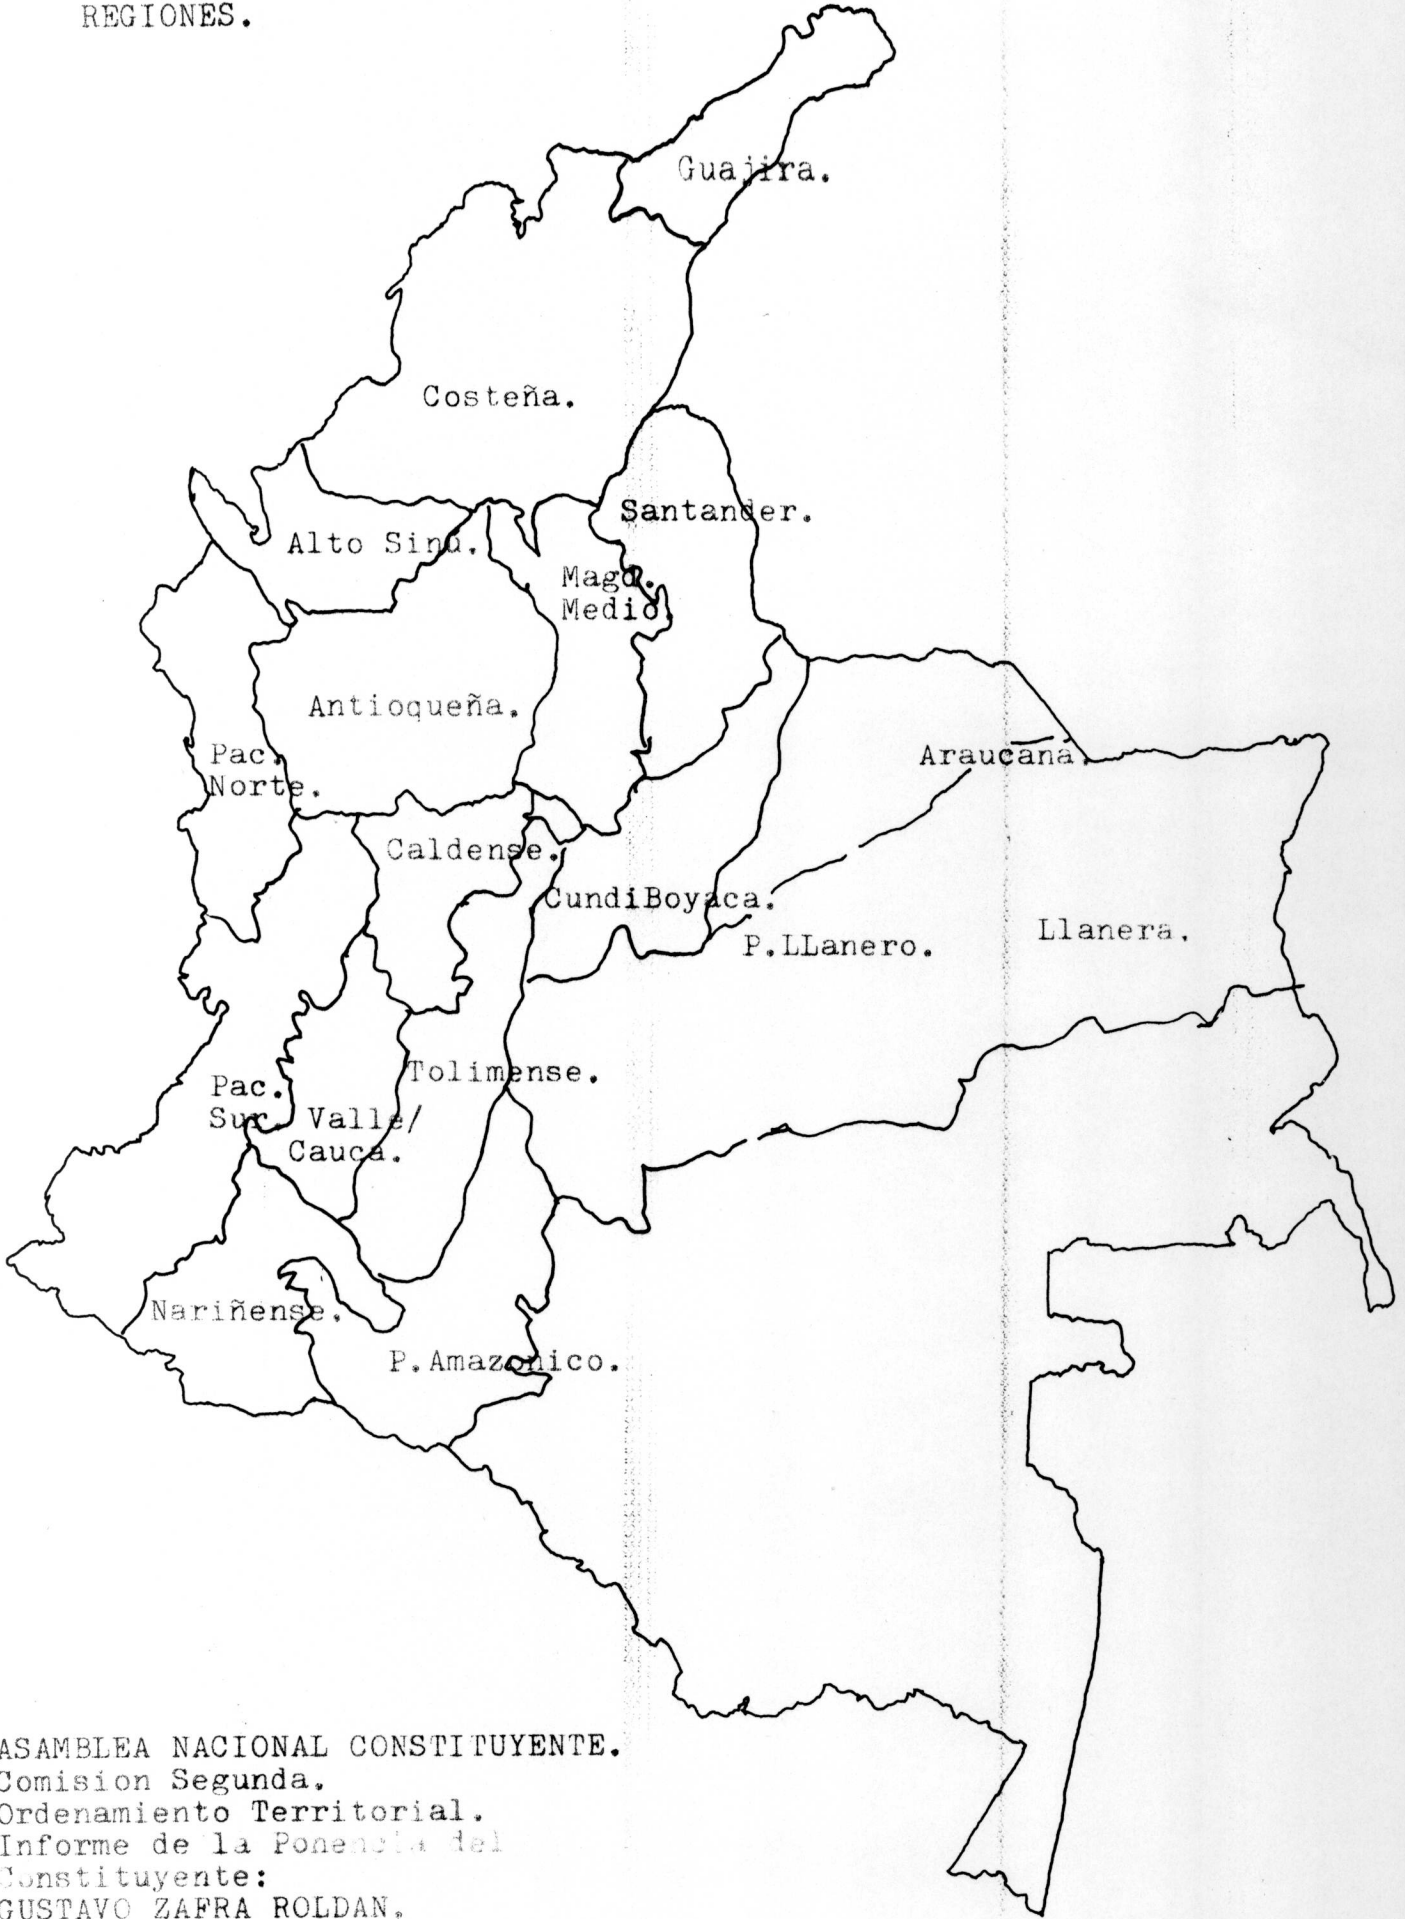 REGIONES.
Guajira.
Costeña.
Santander.
Alto Sinú.
Magd.
Medio.
Antioqueña.
Pac.
Norte.
Araucana.
Caldense.
CundiBoyaca.
P.LLanero.
Llanera.
Tolimense.
Pac.
Sur.
Valle/
Cauca.
Nariñense.
P.Amazonico.
ASAMBLEA NACIONAL CONSTITUYENTE.
Comision Segunda.
Ordenamiento Territorial.
Informe de la Ponencia del
Constituyente:
GUSTAVO ZAFRA ROLDAN.